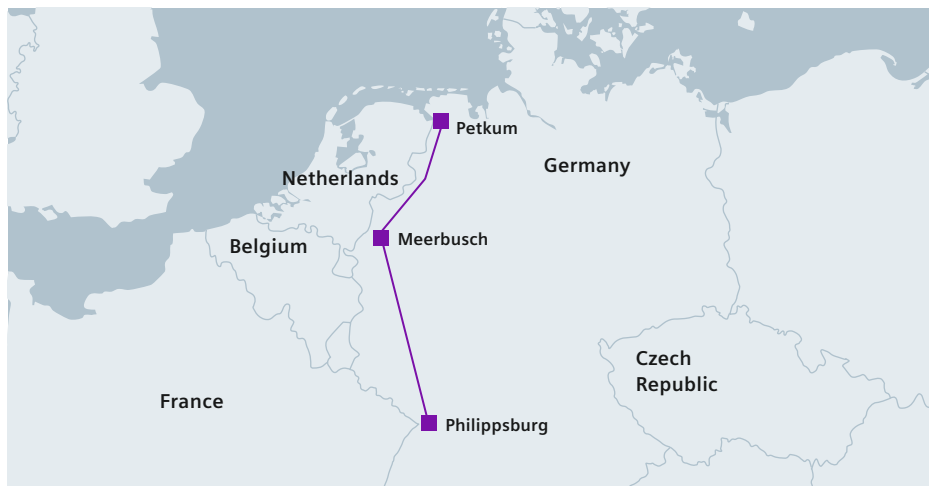 Petkum
Germany
Netherlands
Meerbusch
Belgium
Czech
Republic
France
Philippsburg